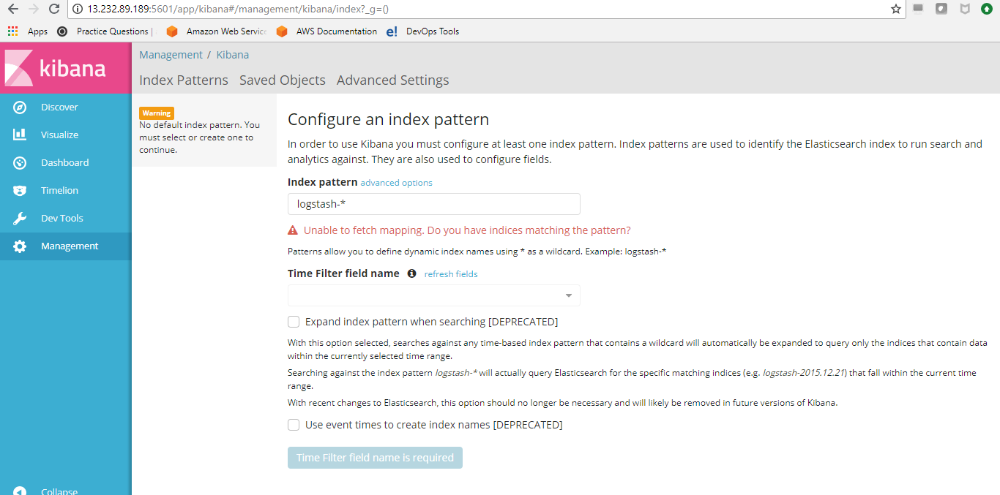 13.232.89.189:5601/app/kibana#/management/kibana/index?_g=()
Apps Practice Questions | Amazon Web Service AWS Documentation e! DevOps Tools
kibana
Discover
Visualize
Dashboard
Timelion
Dev Tools
Management
Collapse
Management / Kibana
Index Patterns Saved Objects Advanced Settings
Warning
No default index pattern. You
must select or create one to
continue.
Configure an index pattern
In order to use Kibana you must configure at least one index pattern. Index patterns are used to identify the Elasticsearch index to run search and
analytics against. They are also used to configure fields.
Index pattern advanced options
logstash-*
Unable to fetch mapping. Do you have indices matching the pattern?
Patterns allow you to define dynamic index names using * as a wildcard. Example: logstash-*
Time Filter field name refresh fields
Expand index pattern when searching [DEPRECATED]
With this option selected, searches against any time-based index pattern that contains a wildcard will automatically be expanded to query only the indices that contain data
within the currently selected time range.
Searching against the index pattern logstash-* will actually query Elasticsearch for the specific matching indices (e.g. logstash-2015.12.21) that fall within the current time
range.
With recent changes to Elasticsearch, this option should no longer be necessary and will likely be removed in future versions of Kibana.
Use event times to create index names [DEPRECATED]
Time Filter field name is required